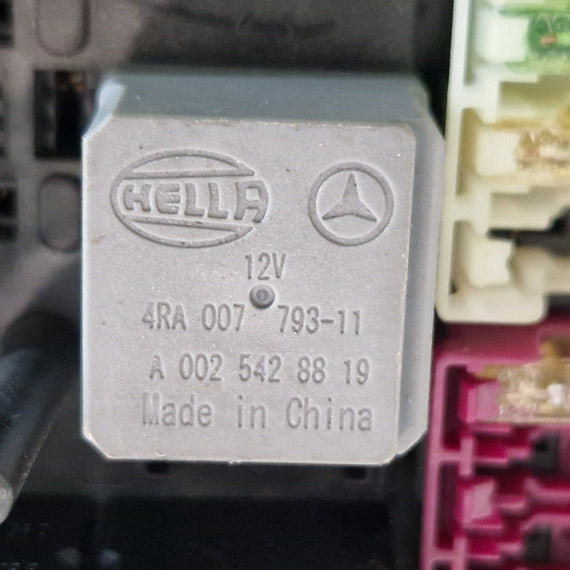 HELLA
12V
4RA 007 793-11
A 002 542 88 19
Made in China